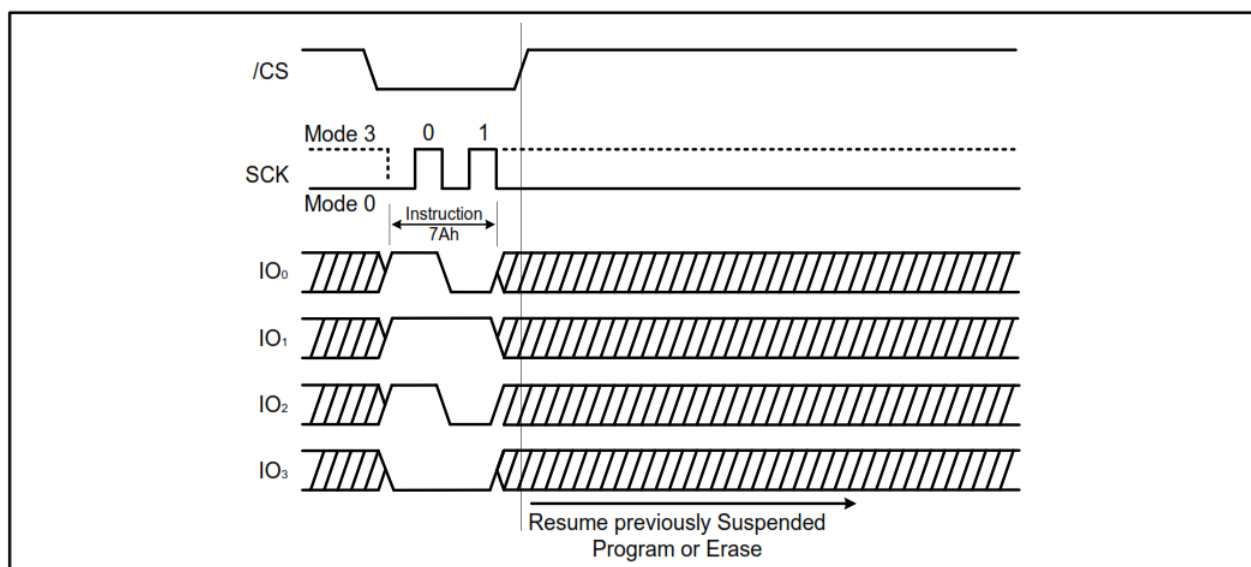 /CS
Mode 3
0
1
SCK
Mode 0
Instruction
7Ah
IO₀
IO₁
IO₂
IO₃
Resume previously Suspended
Program or Erase